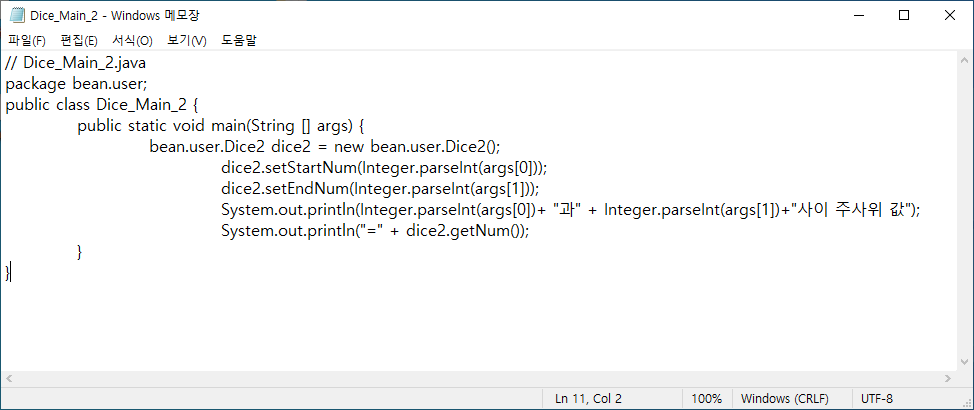 Dice_Main_2 - Windows 메모장
파일(F) 편집(E) 서식(O) 보기(V) 도움말
// Dice_Main_2.java
package bean.user;
public class Dice_Main_2 {
public static void main(String [] args) {
bean.user.Dice2 dice2 = new bean.user.Dice2();
dice2.setStartNum(Integer.parseInt(args[0]));
dice2.setEndNum(Integer.parseInt(args[1]));
System.out.println(Integer.parseInt(args[0])+ "과" + Integer.parseInt(args[1])+"사이 주사위 값");
System.out.println("=" + dice2.getNum());
}
}
Ln 11, Col 2 100% Windows (CRLF) UTF-8